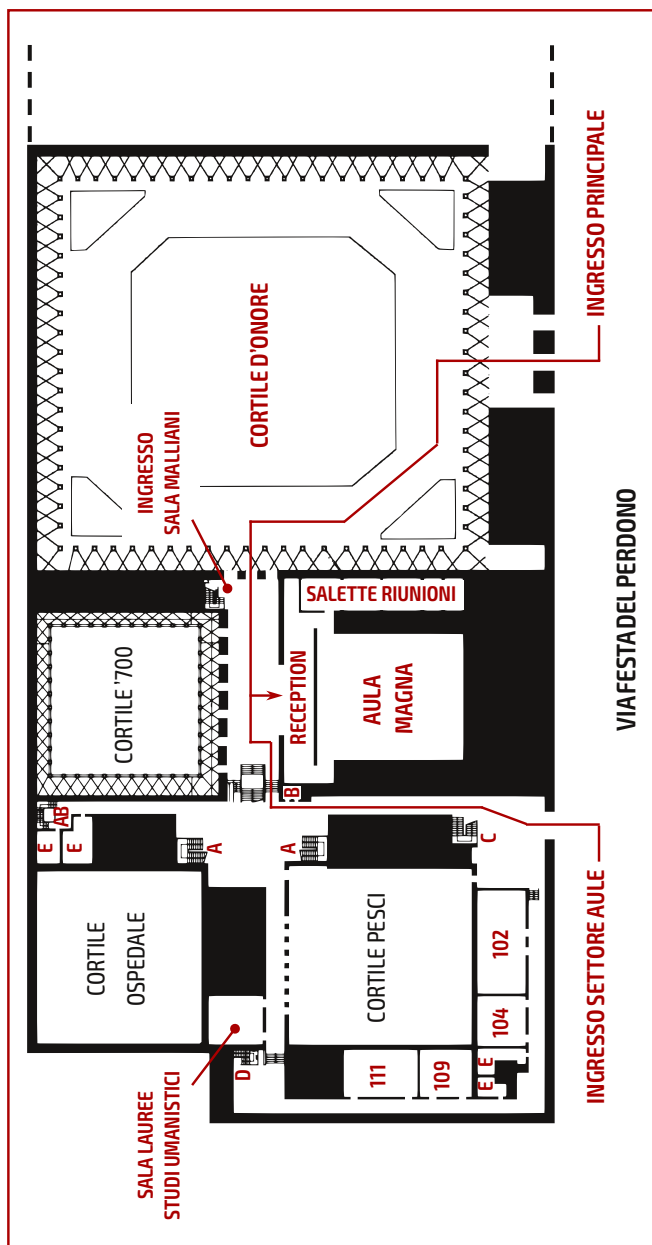 INGRESSO PRINCIPALE
CORTILE D'ONORE
INGRESSO
SALA MALLIANI
VIA FESTA DEL PERDONO
SALETTE RIUNIONI
CORTILE '700
RECEPTION
AULA
MAGNA
B
AB
E
E
A
A
C
CORTILE
OSPEDALE
CORTILE PESCI
102
104
INGRESSO SETTORE AULE
SALA LAUREE
STUDI UMANISTICI
D
111
109
E
E